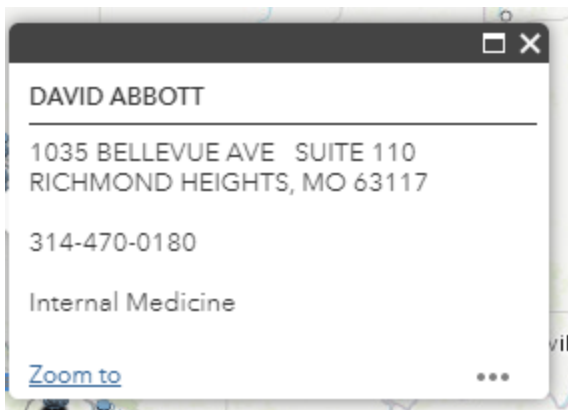 DAVID ABBOTT
1035 BELLEVUE AVE SUITE 110
RICHMOND HEIGHTS, MO 63117
314-470-0180
Internal Medicine
Zoom to